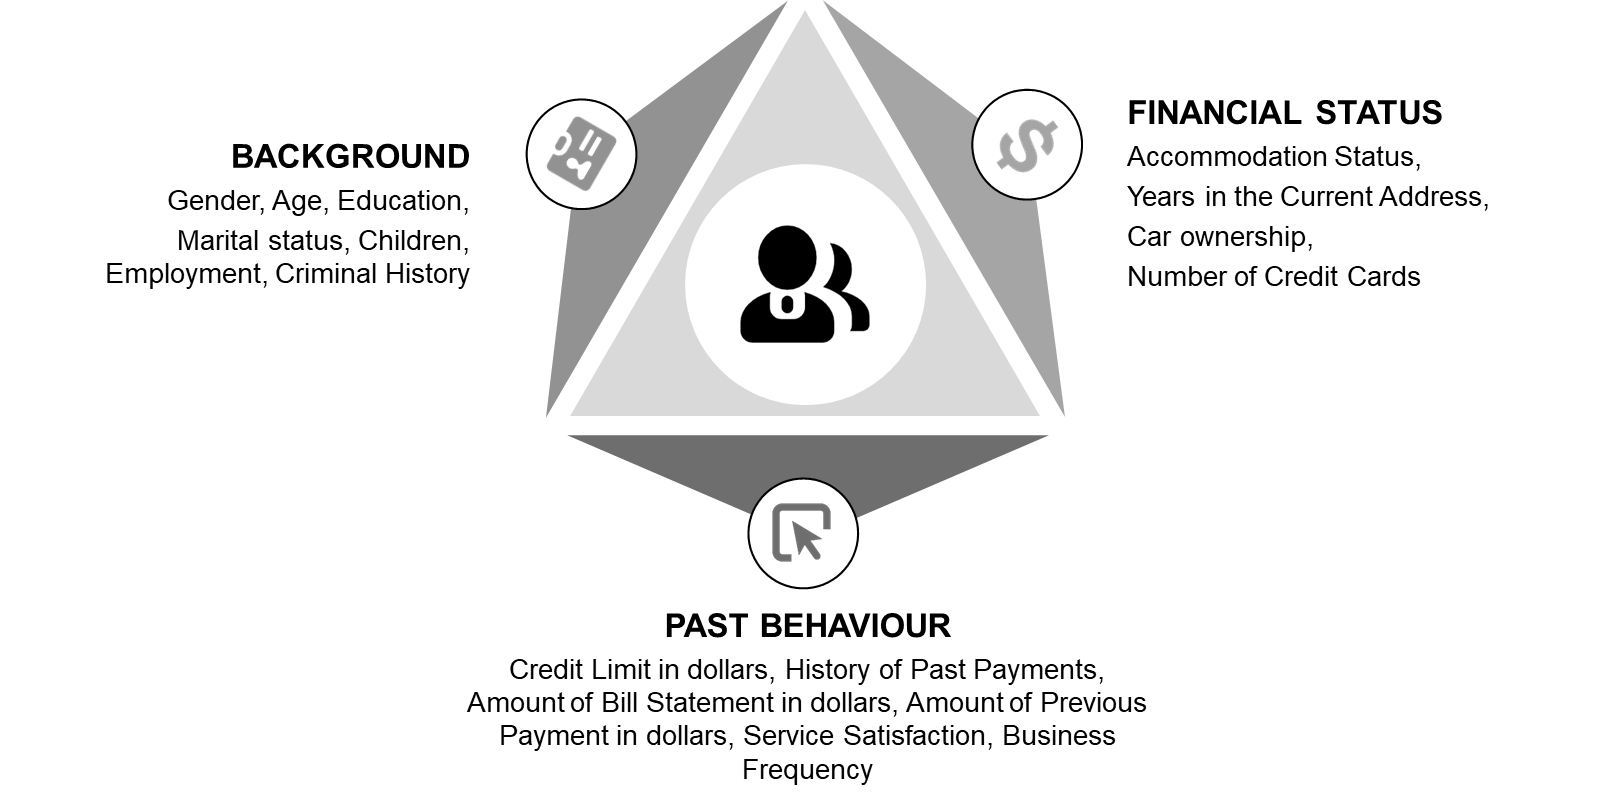 BACKGROUND
Gender, Age, Education,
Marital status, Children,
Employment, Criminal History
FINANCIAL STATUS
Accommodation Status,
Years in the Current Address,
Car ownership,
Number of Credit Cards
PAST BEHAVIOUR
Credit Limit in dollars, History of Past Payments,
Amount of Bill Statement in dollars, Amount of Previous
Payment in dollars, Service Satisfaction, Business
Frequency